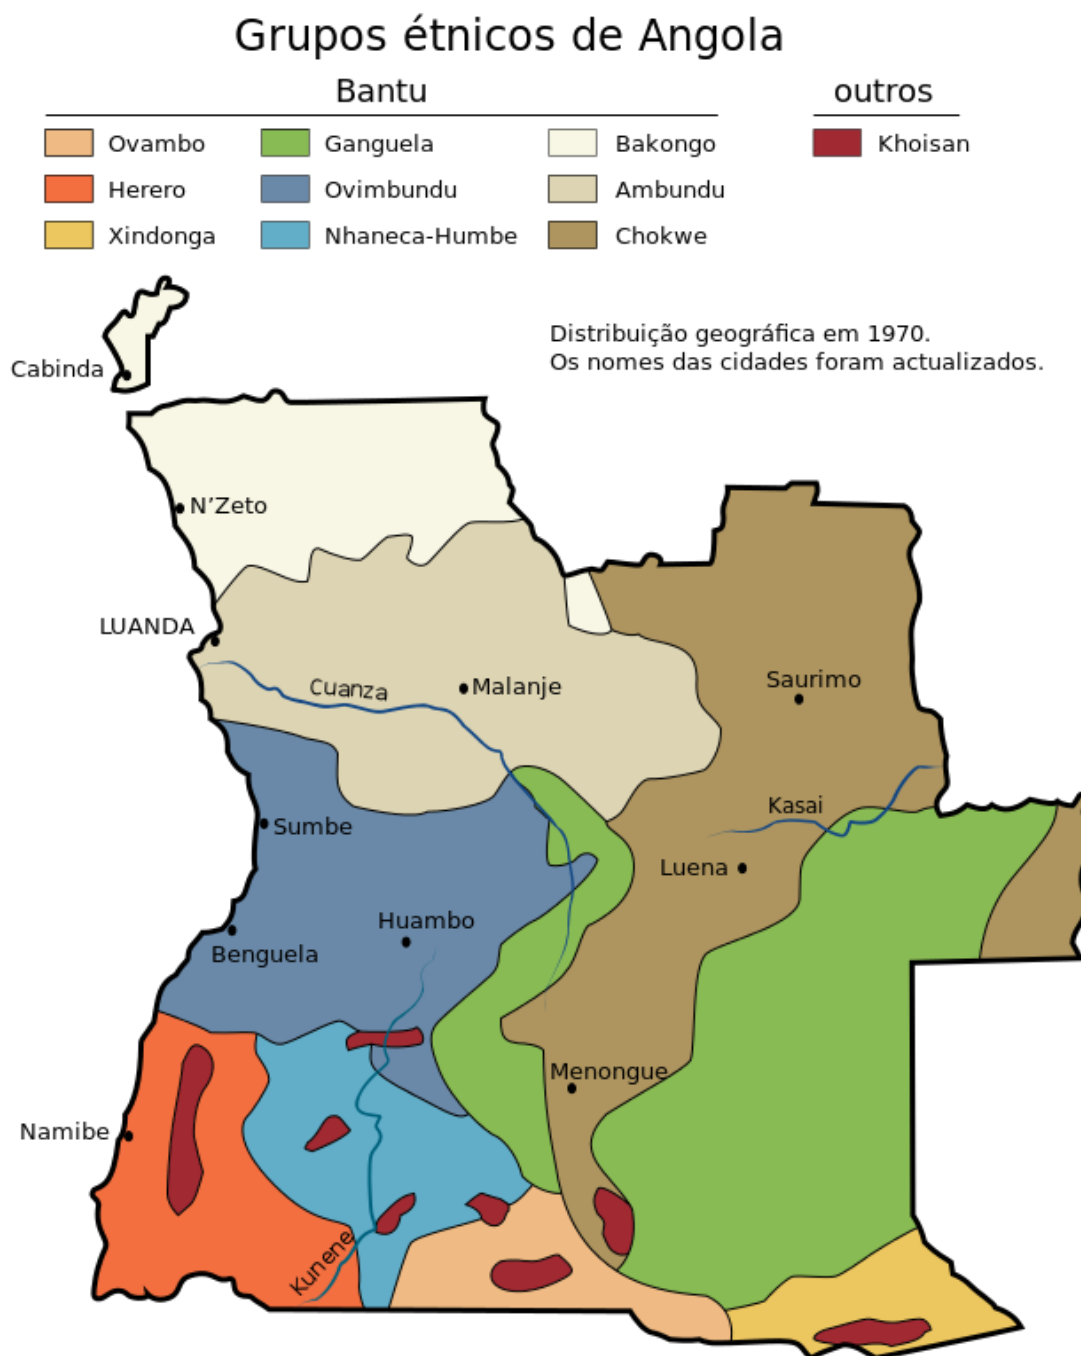 Grupos étnicos de Angola
Bantu
outros
Ovambo
Ganguela
Bakongo
Khoisan
Herero
Ovimbundu
Ambundu
Xindonga
Nhaneca-Humbe
Chokwe
Distribuição geográfica em 1970.
Os nomes das cidades foram actualizados.
Cabinda
N’Zeto
LUANDA
Cuanza
Malanje
Saurimo
Kasai
Sumbe
Luena
Huambo
Benguela
Menongue
Namibe
Kunene